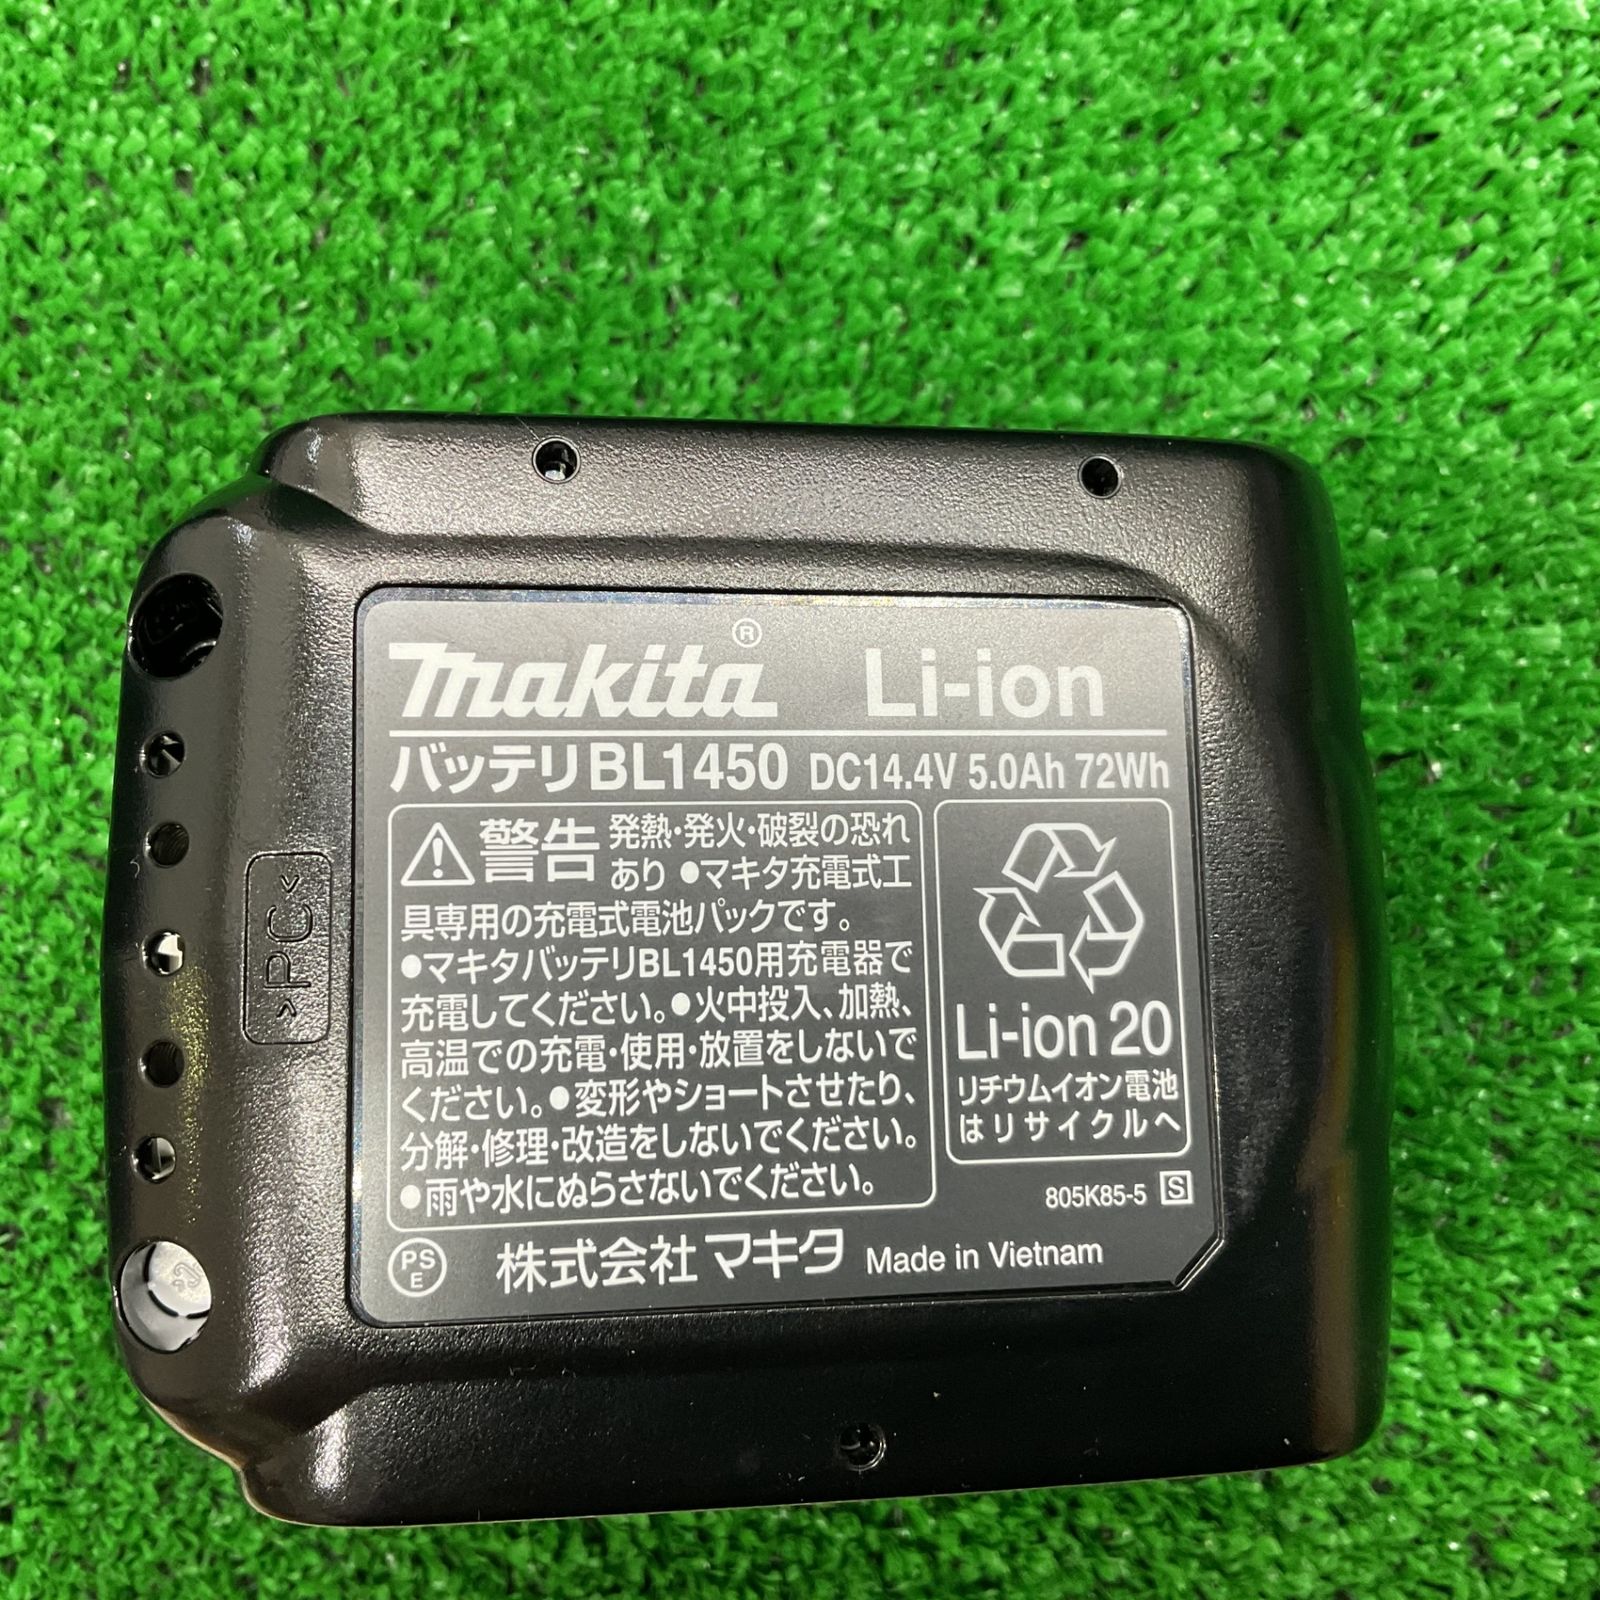 makita® Li-ion
バッテリBL1450 DC14.4V 5.0Ah 72Wh
警告 発熱・発火・破裂の恐れ
あり ●マキタ充電式工
具専用の充電式電池パックです。
●マキタバッテリBL1450用充電器で
充電してください。●火中投入、加熱、
高温での充電・使用・放置をしないで
ください。●変形やショートさせたり、
分解・修理・改造をしないでください。
●雨や水にぬらさないでください。
Li-ion 20
リチウムイオン電池
はリサイクルへ
805K85-5 S
PS
E
株式会社マキタ Made in Vietnam
>PC<